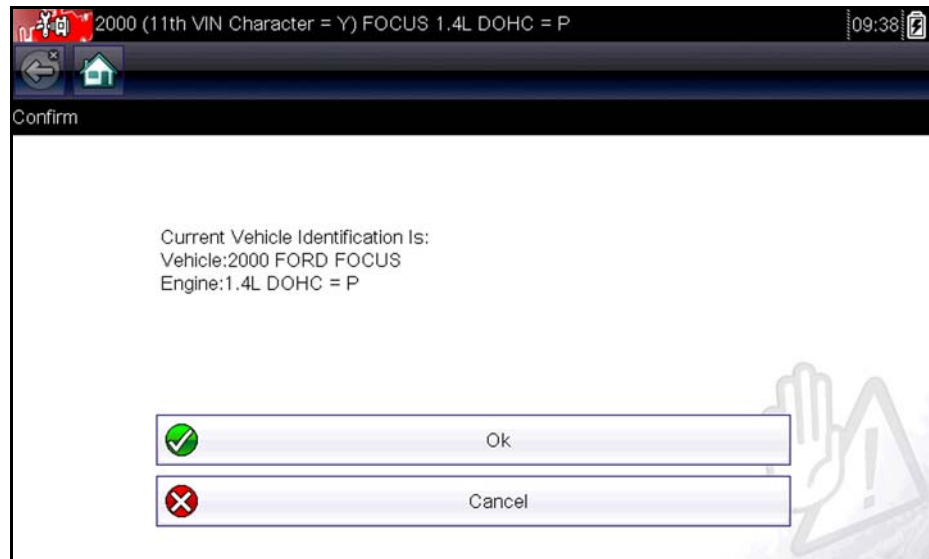 2000 (11th VIN Character = Y) FOCUS 1.4L DOHC = P
09:38
Confirm
Current Vehicle Identification Is:
Vehicle:2000 FORD FOCUS
Engine:1.4L DOHC = P
Ok
Cancel